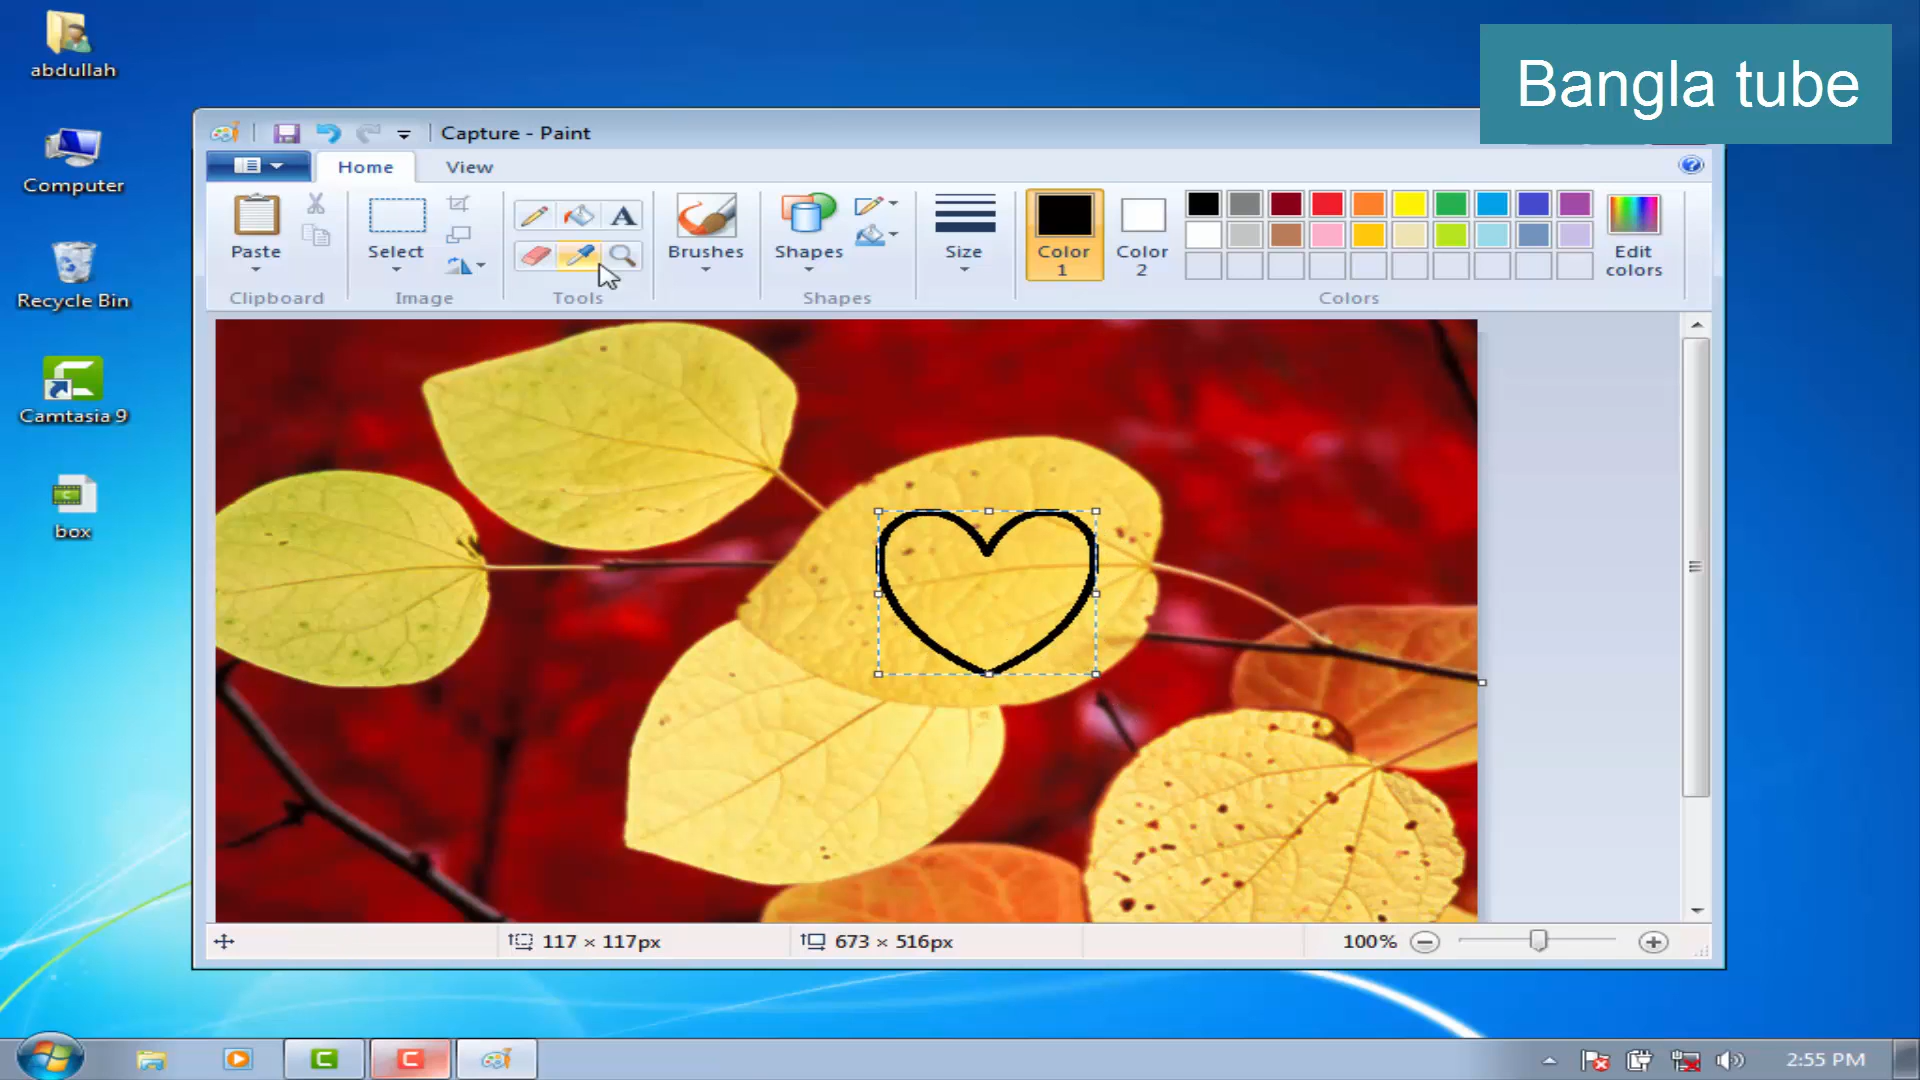 abdullah
Bangla tube
Computer
Capture - Paint
Home
View
Paste
Select
Brushes
Shapes
Size
Color 1
Color 2
Edit colors
Clipboard
Image
Tools
Shapes
Colors
Recycle Bin
Camtasia 9
box
117 × 117px
673 × 516px
100%
2:55 PM